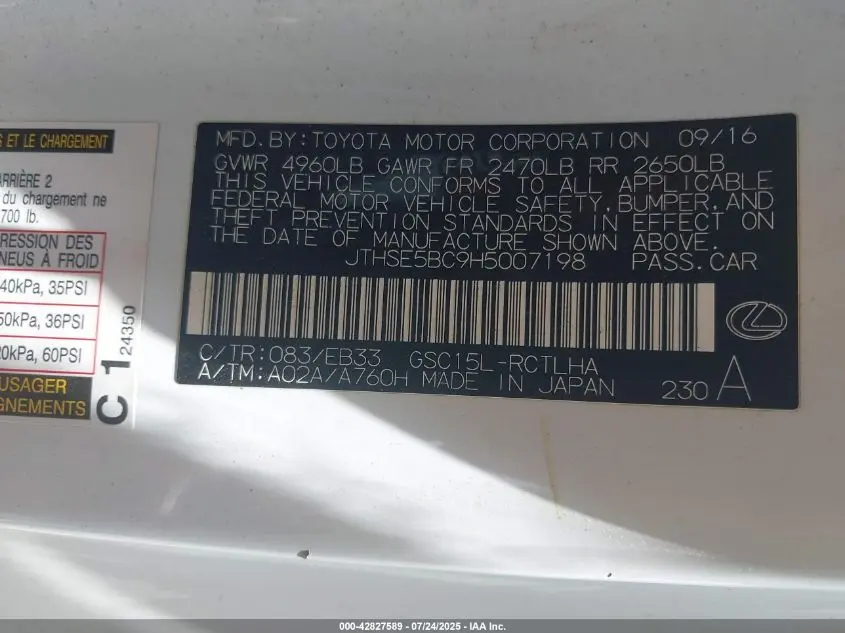 S ET LE CHARGEMENT
ARRIÈRE 2
du chargement ne
700 lb.
RESSION DES
NEUS À FROID
40kPa, 35PSI
50kPa, 36PSI
20kPa, 60PSI
USAGER
GNEMENTS
C 1 24350
MFD. BY: TOYOTA MOTOR CORPORATION 09/16
GVWR 4960LB GAWR FR 2470LB RR 2650LB
THIS VEHICLE CONFORMS TO ALL APPLICABLE
FEDERAL MOTOR VEHICLE SAFETY, BUMPER, AND
THEFT PREVENTION STANDARDS IN EFFECT ON
THE DATE OF MANUFACTURE SHOWN ABOVE.
JTHSE5BC9H5007198 PASS. CAR
C/TR: 083/EB33 GSC15L-RCTLHA
A/TM: A02A/A760H MADE IN JAPAN 230 A
000-42827589 - 07/24/2025 - IAA Inc.